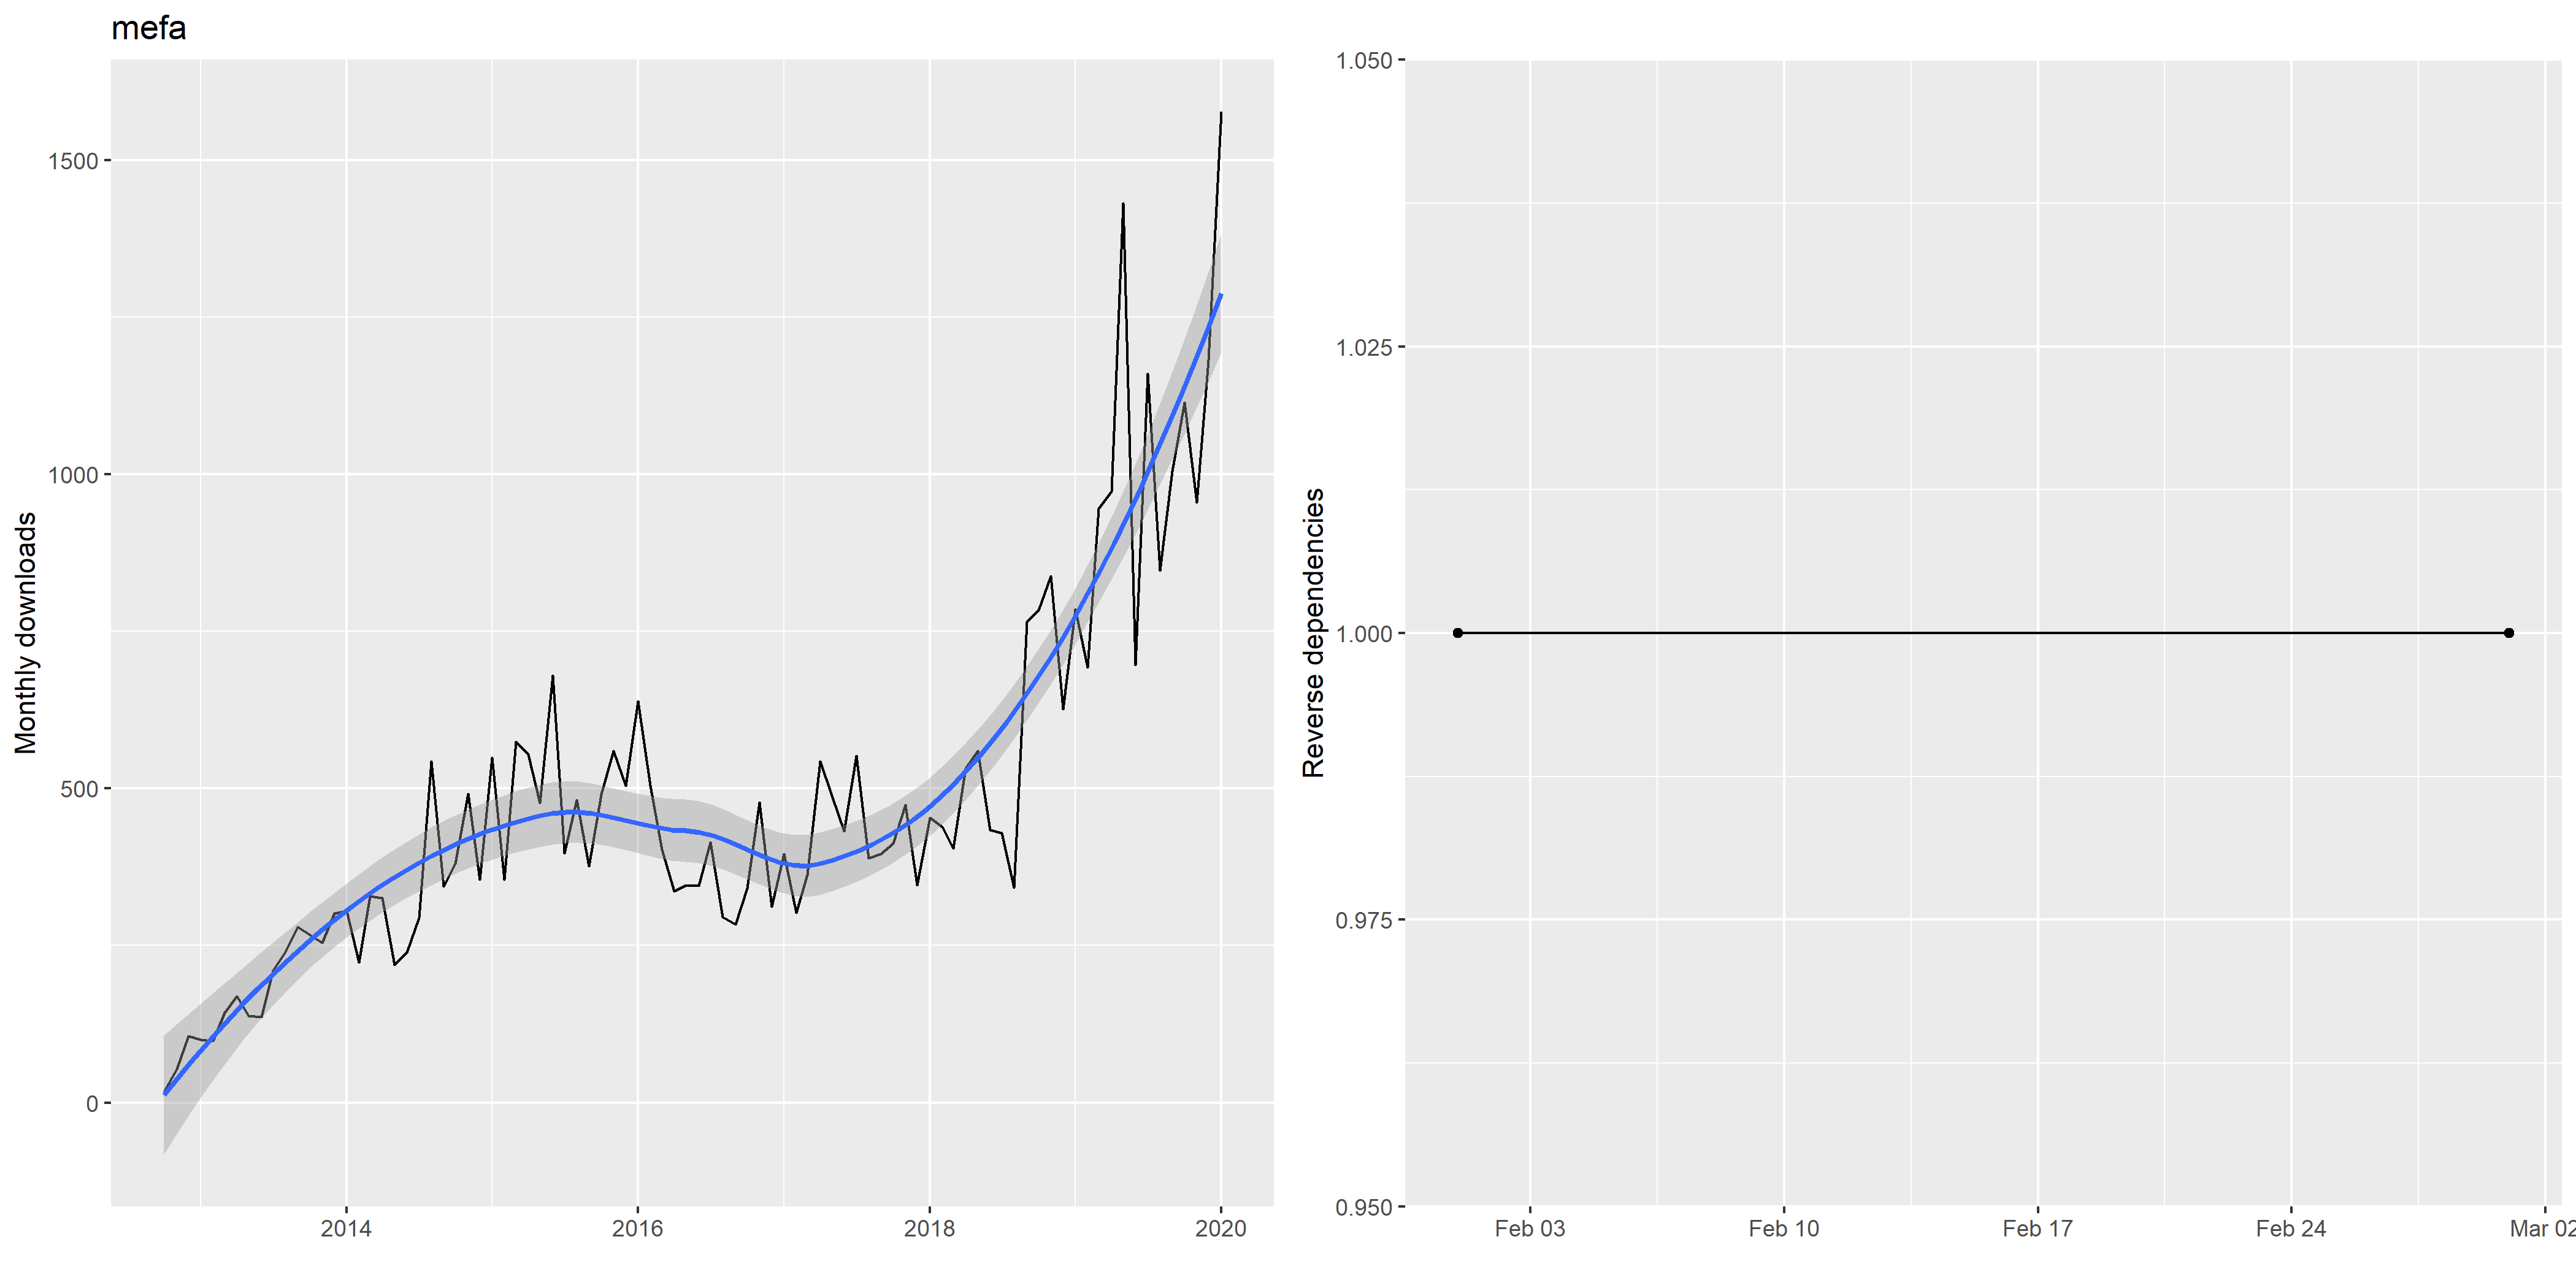 mefa
Monthly downloads
1500
1000
500
0
2014 2016 2018 2020
Reverse dependencies
1.050
1.025
1.000
0.975
0.950
Feb 03 Feb 10 Feb 17 Feb 24 Mar 02